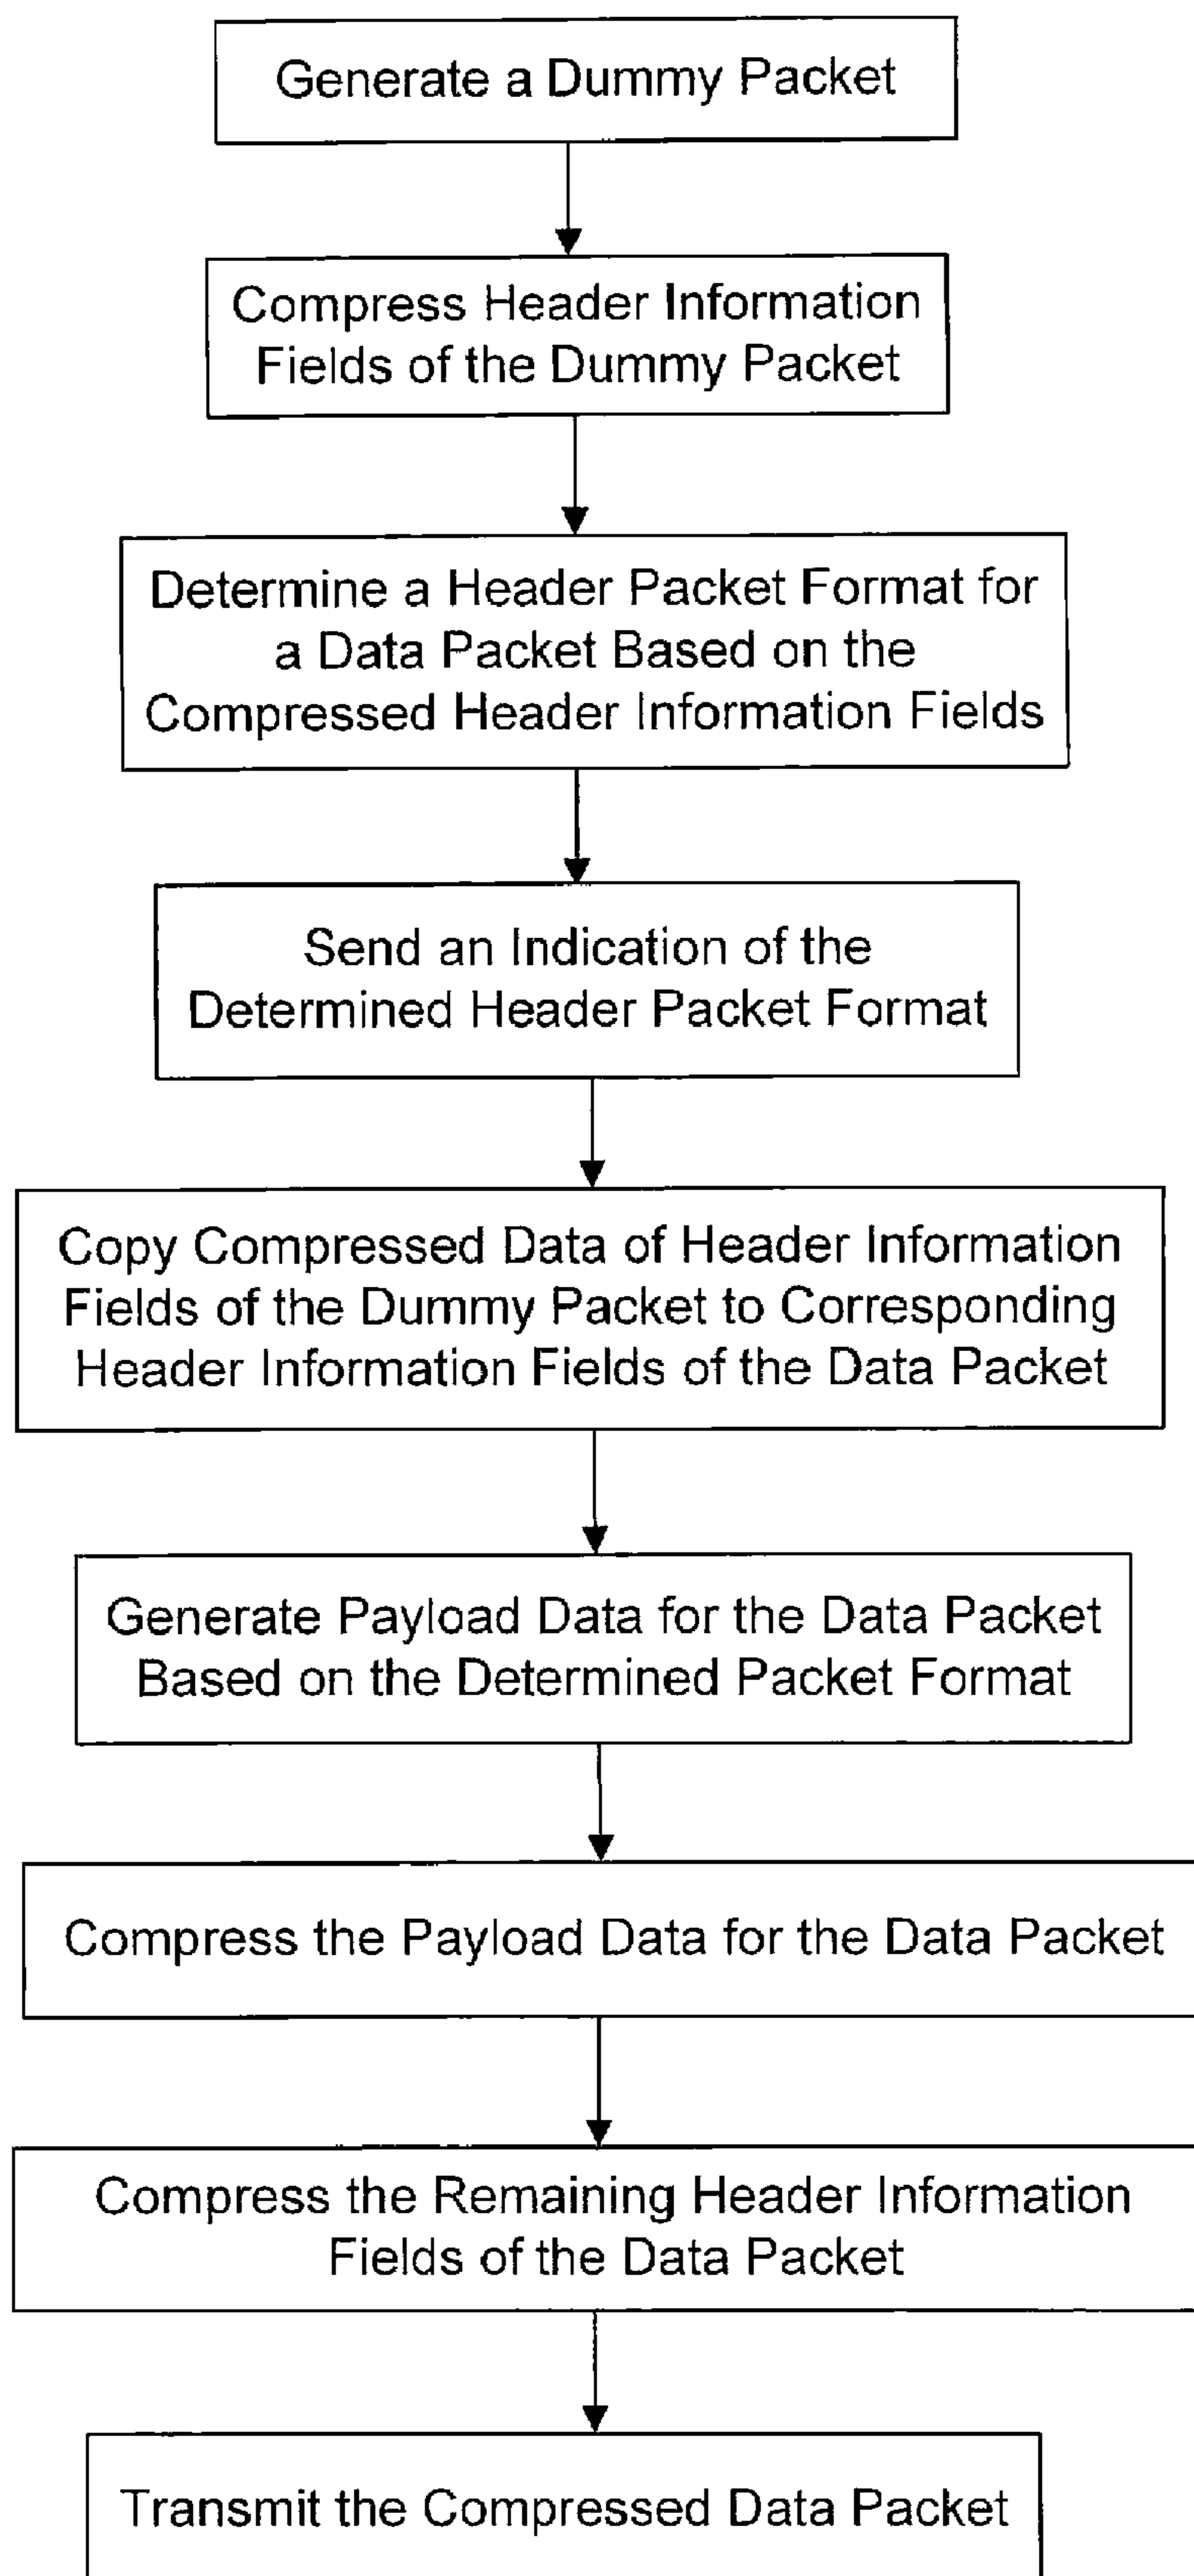 Generate a Dummy Packet
Compress Header Information
Fields of the Dummy Packet
Determine a Header Packet Format for
a Data Packet Based on the
Compressed Header Information Fields
Send an Indication of the
Determined Header Packet Format
Copy Compressed Data of Header Information
Fields of the Dummy Packet to Corresponding
Header Information Fields of the Data Packet
Generate Payload Data for the Data Packet
Based on the Determined Packet Format
Compress the Payload Data for the Data Packet
Compress the Remaining Header Information
Fields of the Data Packet
Transmit the Compressed Data Packet